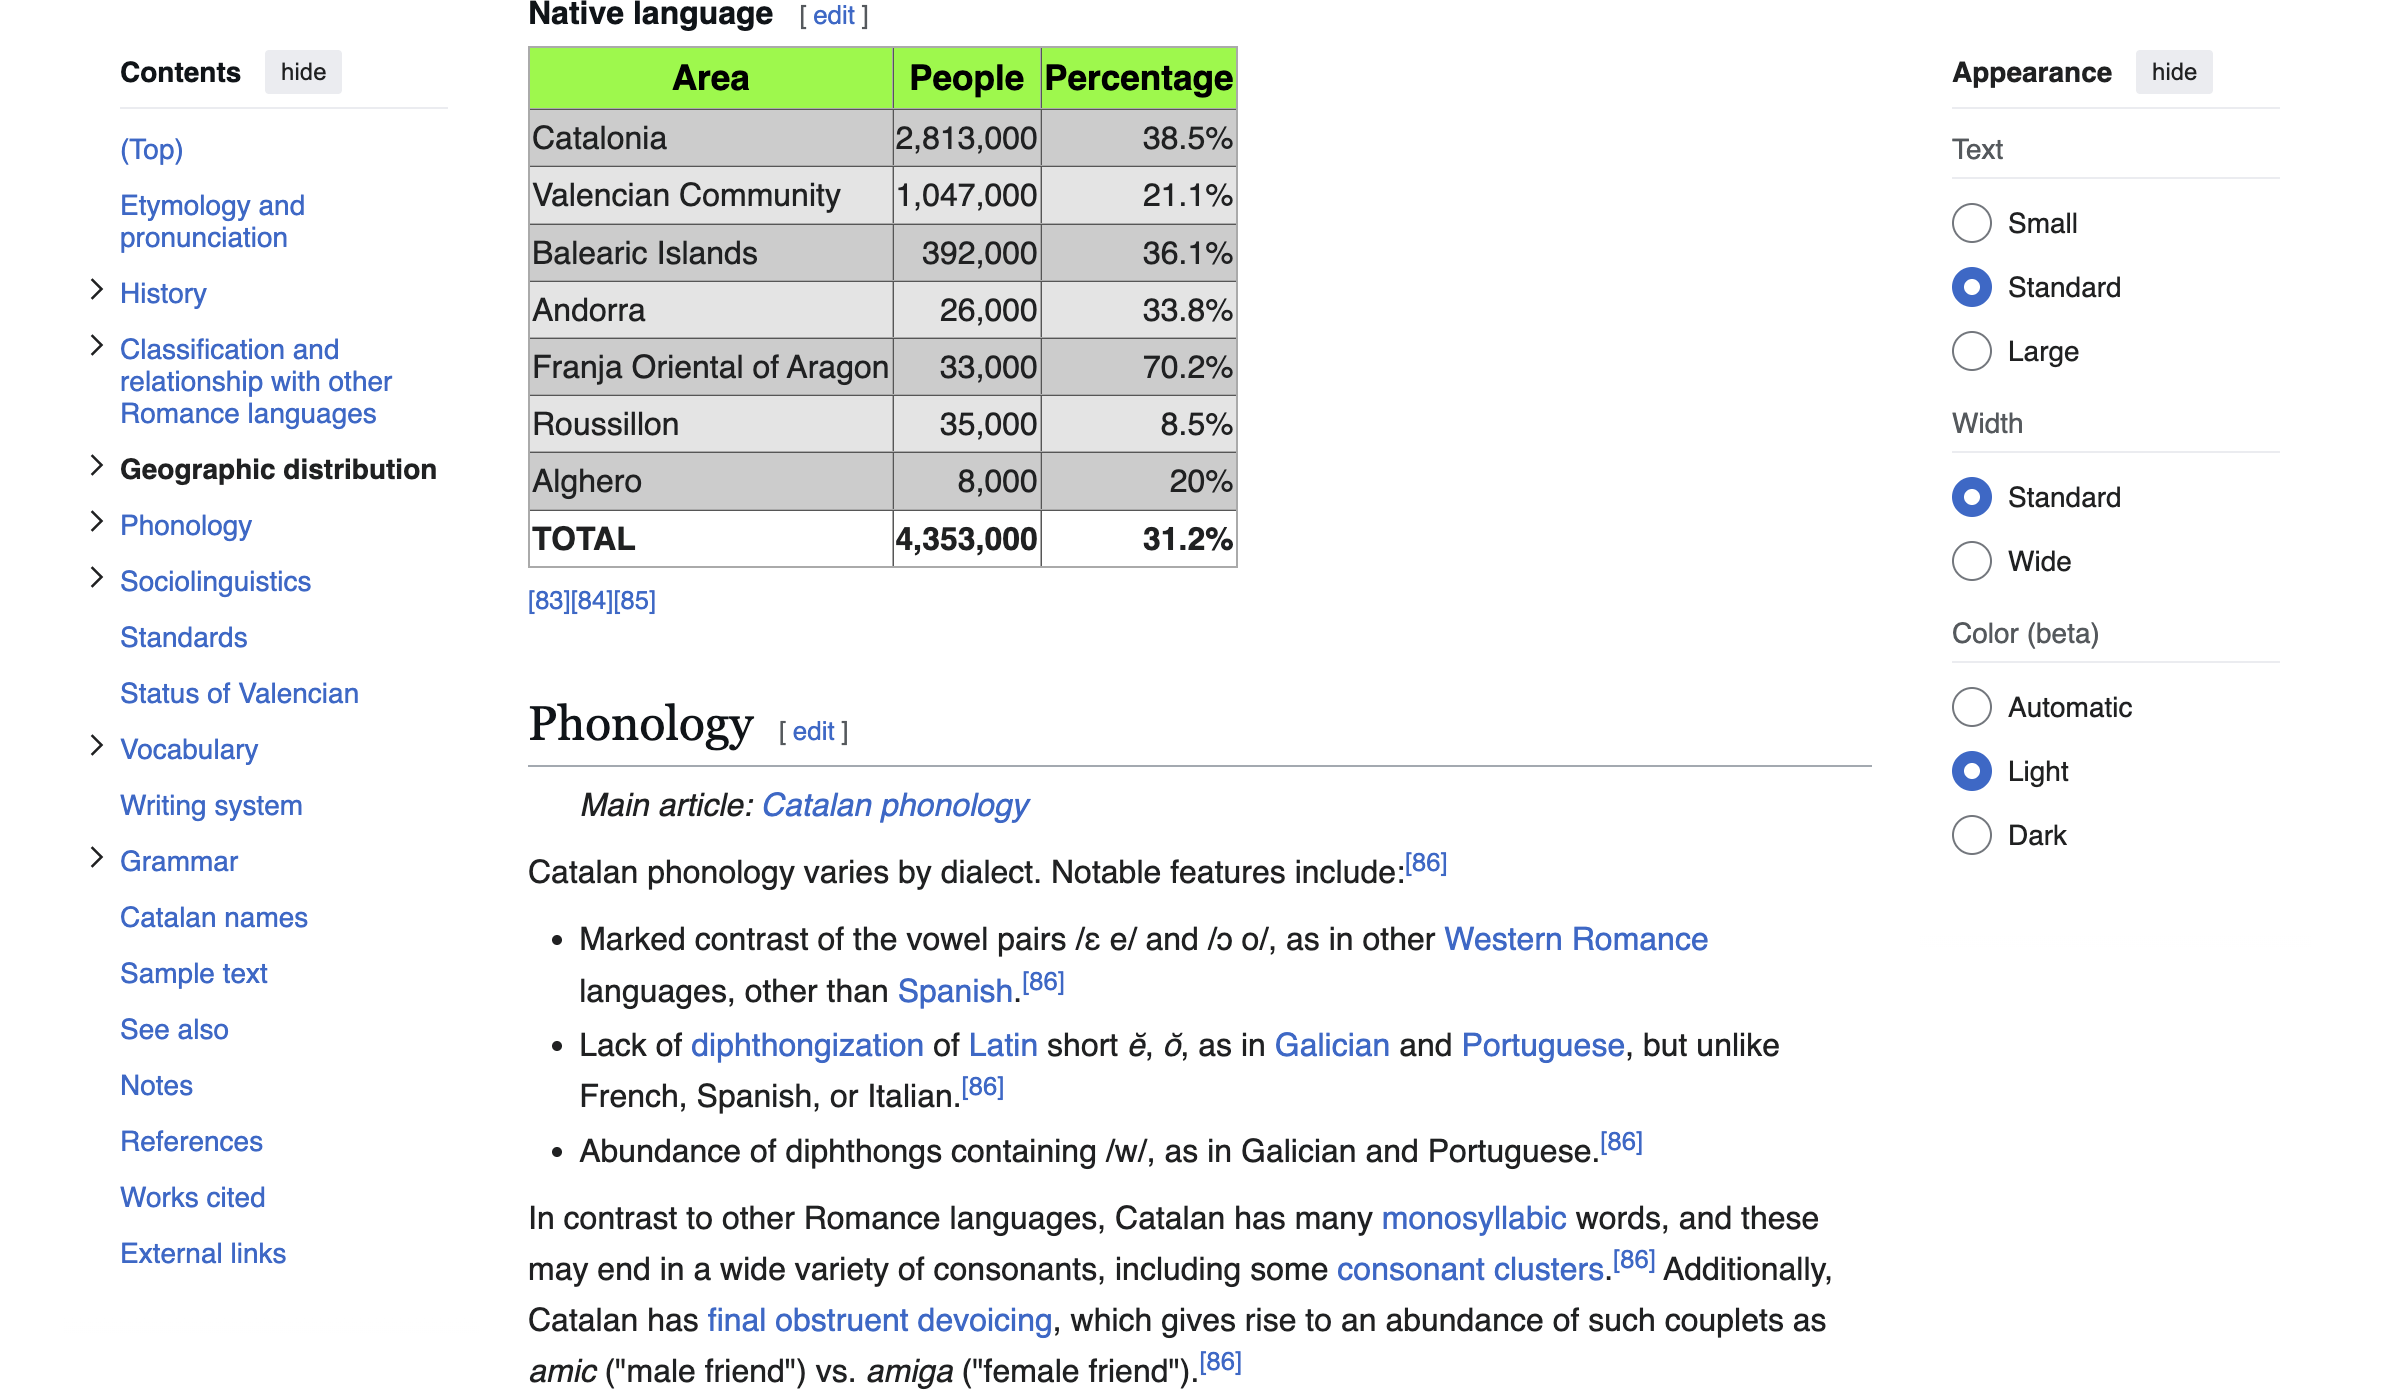 Contents hide
(Top)
Etymology and
pronunciation
History
Classification and
relationship with other
Romance languages
Geographic distribution
Phonology
Sociolinguistics
Standards
Status of Valencian
Vocabulary
Writing system
Grammar
Catalan names
Sample text
See also
Notes
References
Works cited
External links
Native language [ edit ]
Area People Percentage
Catalonia 2,813,000 38.5%
Valencian Community 1,047,000 21.1%
Balearic Islands 392,000 36.1%
Andorra 26,000 33.8%
Franja Oriental of Aragon 33,000 70.2%
Roussillon 35,000 8.5%
Alghero 8,000 20%
TOTAL 4,353,000 31.2%
[83][84][85]
Phonology [ edit ]
Main article: Catalan phonology
Catalan phonology varies by dialect. Notable features include:[86]
• Marked contrast of the vowel pairs /ɛ e/ and /ɔ o/, as in other Western Romance
languages, other than Spanish.[86]
• Lack of diphthongization of Latin short ĕ, ŏ, as in Galician and Portuguese, but unlike
French, Spanish, or Italian.[86]
• Abundance of diphthongs containing /w/, as in Galician and Portuguese.[86]
In contrast to other Romance languages, Catalan has many monosyllabic words, and these
may end in a wide variety of consonants, including some consonant clusters.[86] Additionally,
Catalan has final obstruent devoicing, which gives rise to an abundance of such couplets as
amic ("male friend") vs. amiga ("female friend").[86]
Appearance hide
Text
Small
Standard
Large
Width
Standard
Wide
Color (beta)
Automatic
Light
Dark